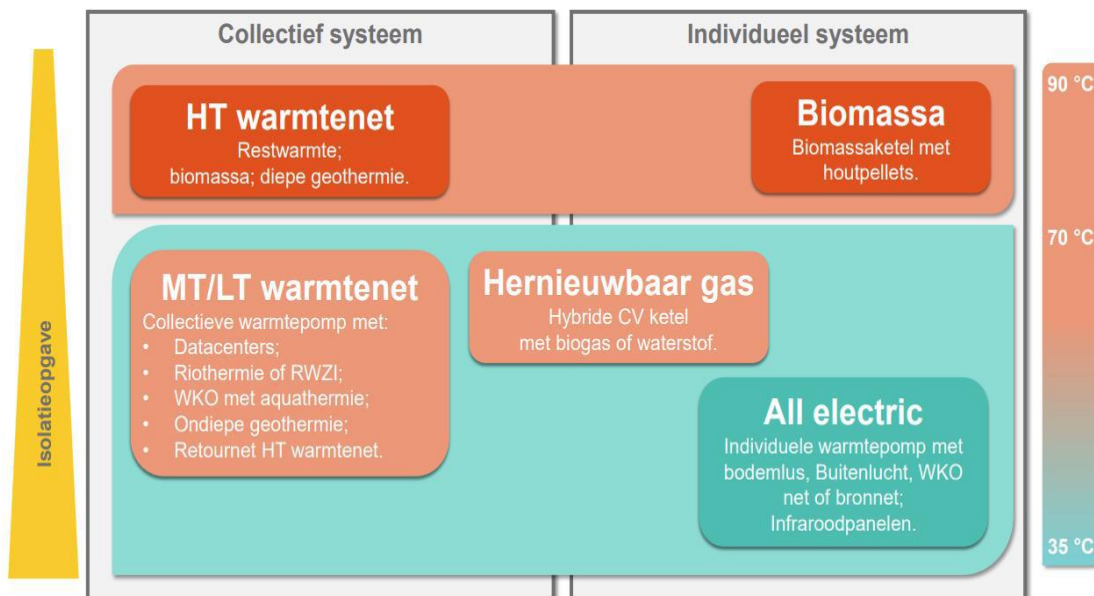 Collectief systeem
Individueel systeem
HT warmtenet
Restwarmte;
biomassa; diepe geothermie.
Biomassa
Biomassaketel met
houtpellets.
90 °C
70 °C
MT/LT warmtenet
Collectieve warmtepomp met:
• Datacenters;
• Riothermie of RWZI;
• WKO met aquathermie;
• Ondiepe geothermie;
• Retournet HT warmtenet.
Hernieuwbaar gas
Hybride CV ketel
met biogas of waterstof.
All electric
Individuele warmtepomp met
bodemlus, Buitenlucht, WKO
net of bronnet;
Infraroodpanelen.
35 °C
Isolatieopgave